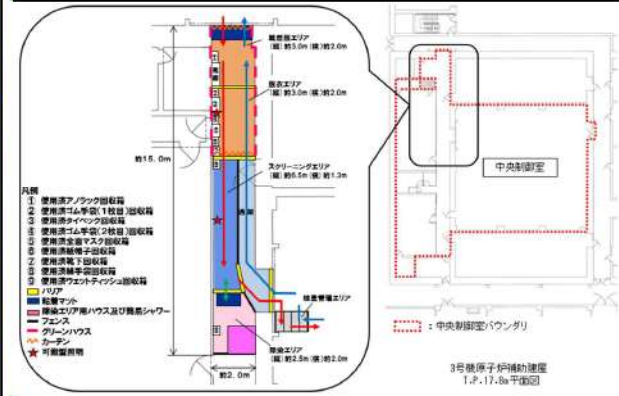 靴着脱エリア
(縦)約3.0m (横)約2.0m
脱衣エリア
(縦)約3.0m (横)約2.0m
約15.0m
スクリーニングエリア
(縦)約6.5m (横)約1.3m
通路
放射管理エリア
除染エリア
(縦)約2.5m (横)約2.0m
約2.0m
凡例
① 使用済アノラック回収箱
② 使用済ゴム手袋(1枚目)回収箱
③ 使用済タイベック回収箱
④ 使用済ゴム手袋(2枚目)回収箱
⑤ 使用済全面マスク回収箱
⑥ 使用済紙帽子回収箱
⑦ 使用済靴下回収箱
⑧ 使用済綿手袋回収箱
⑨ 使用済ウェットティッシュ回収箱
バリア
粘着マット
除染エリア用ハウス及び簡易シャワー
フェンス
グリーンハウス
カーテン
可搬型照明
中央制御室
:中央制御室バウンダリ
3号機原子炉補助建屋
T.P.17.8m平面図